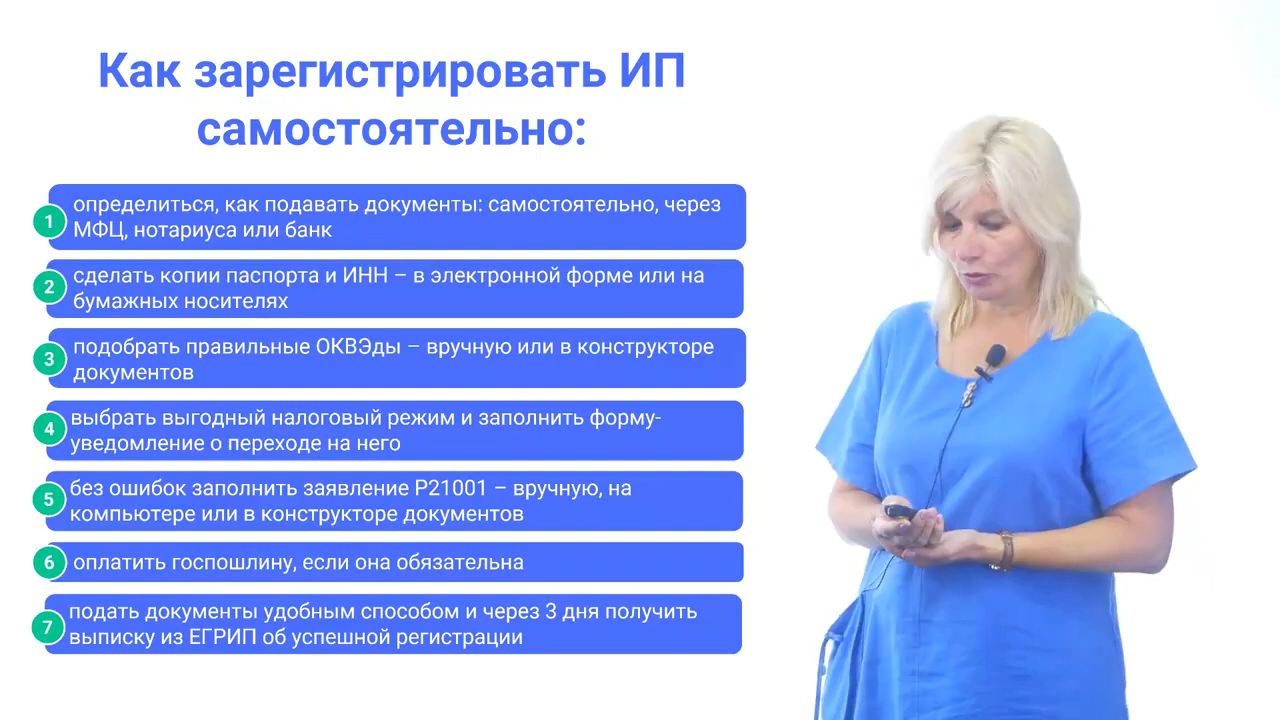 Как зарегистрировать ИП
самостоятельно:
1
определиться, как подавать документы: самостоятельно, через
МФЦ, нотариуса или банк
2
сделать копии паспорта и ИНН – в электронной форме или на
бумажных носителях
3
подобрать правильные ОКВЭды – вручную или в конструкторе
документов
4
выбрать выгодный налоговый режим и заполнить форму-
уведомление о переходе на него
5
без ошибок заполнить заявление Р21001 – вручную, на
компьютере или в конструкторе документов
6
оплатить госпошлину, если она обязательна
7
подать документы удобным способом и через 3 дня получить
выписку из ЕГРИП об успешной регистрации